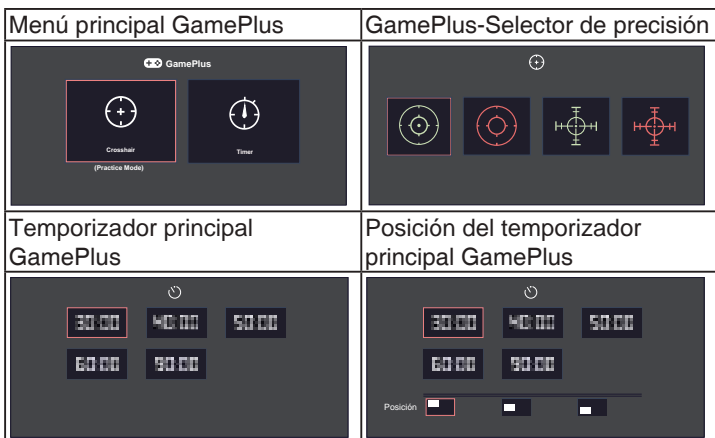 Menú principal GamePlus
GamePlus-Selector de precisión
GamePlus
Crosshair
Timer
(Practice Mode)
Temporizador principal
GamePlus
Posición del temporizador
principal GamePlus
30:00 40:00 50:00
60:00 90:00
30:00 40:00 50:00
60:00 90:00
Posición